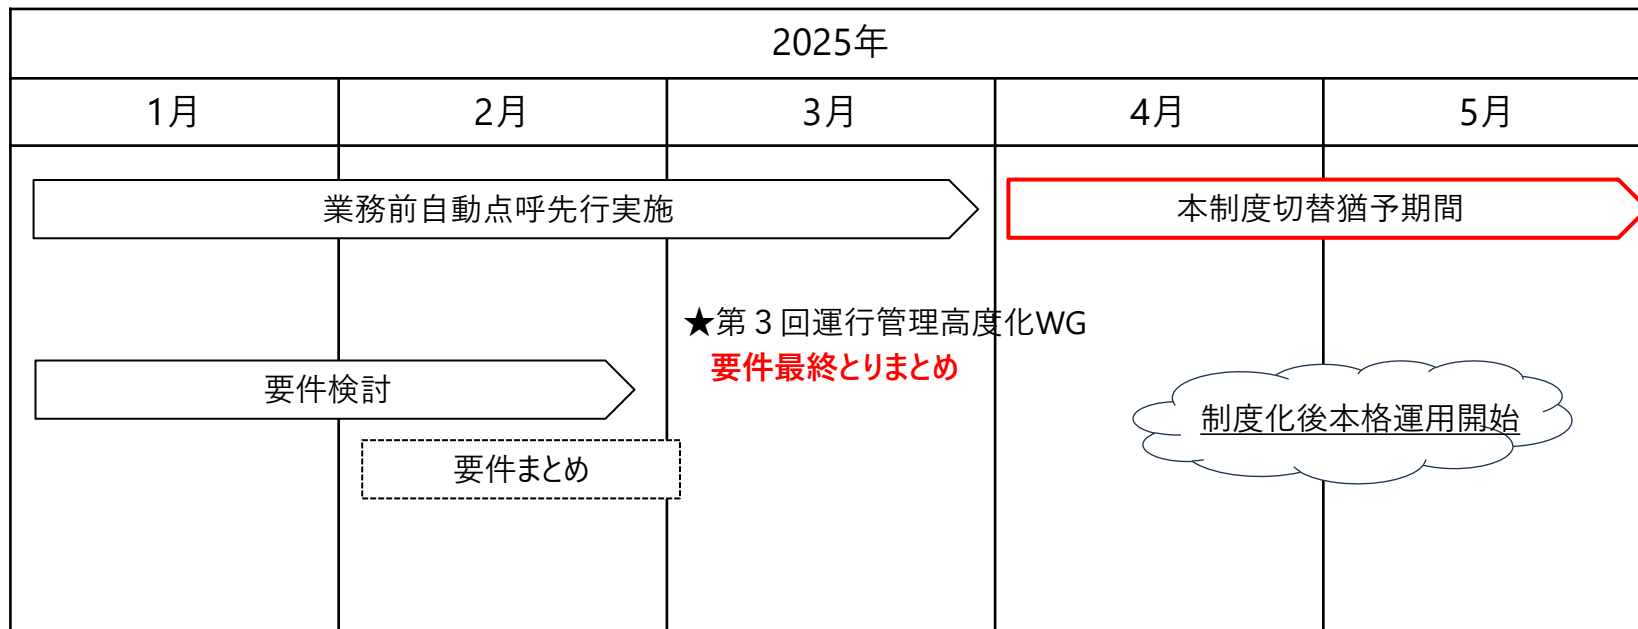 2025年
1月
2月
3月
4月
5月
業務前自動点呼先行実施
本制度切替猶予期間
★第３回運行管理高度化WG
要件最終とりまとめ
要件検討
制度化後本格運用開始
要件まとめ